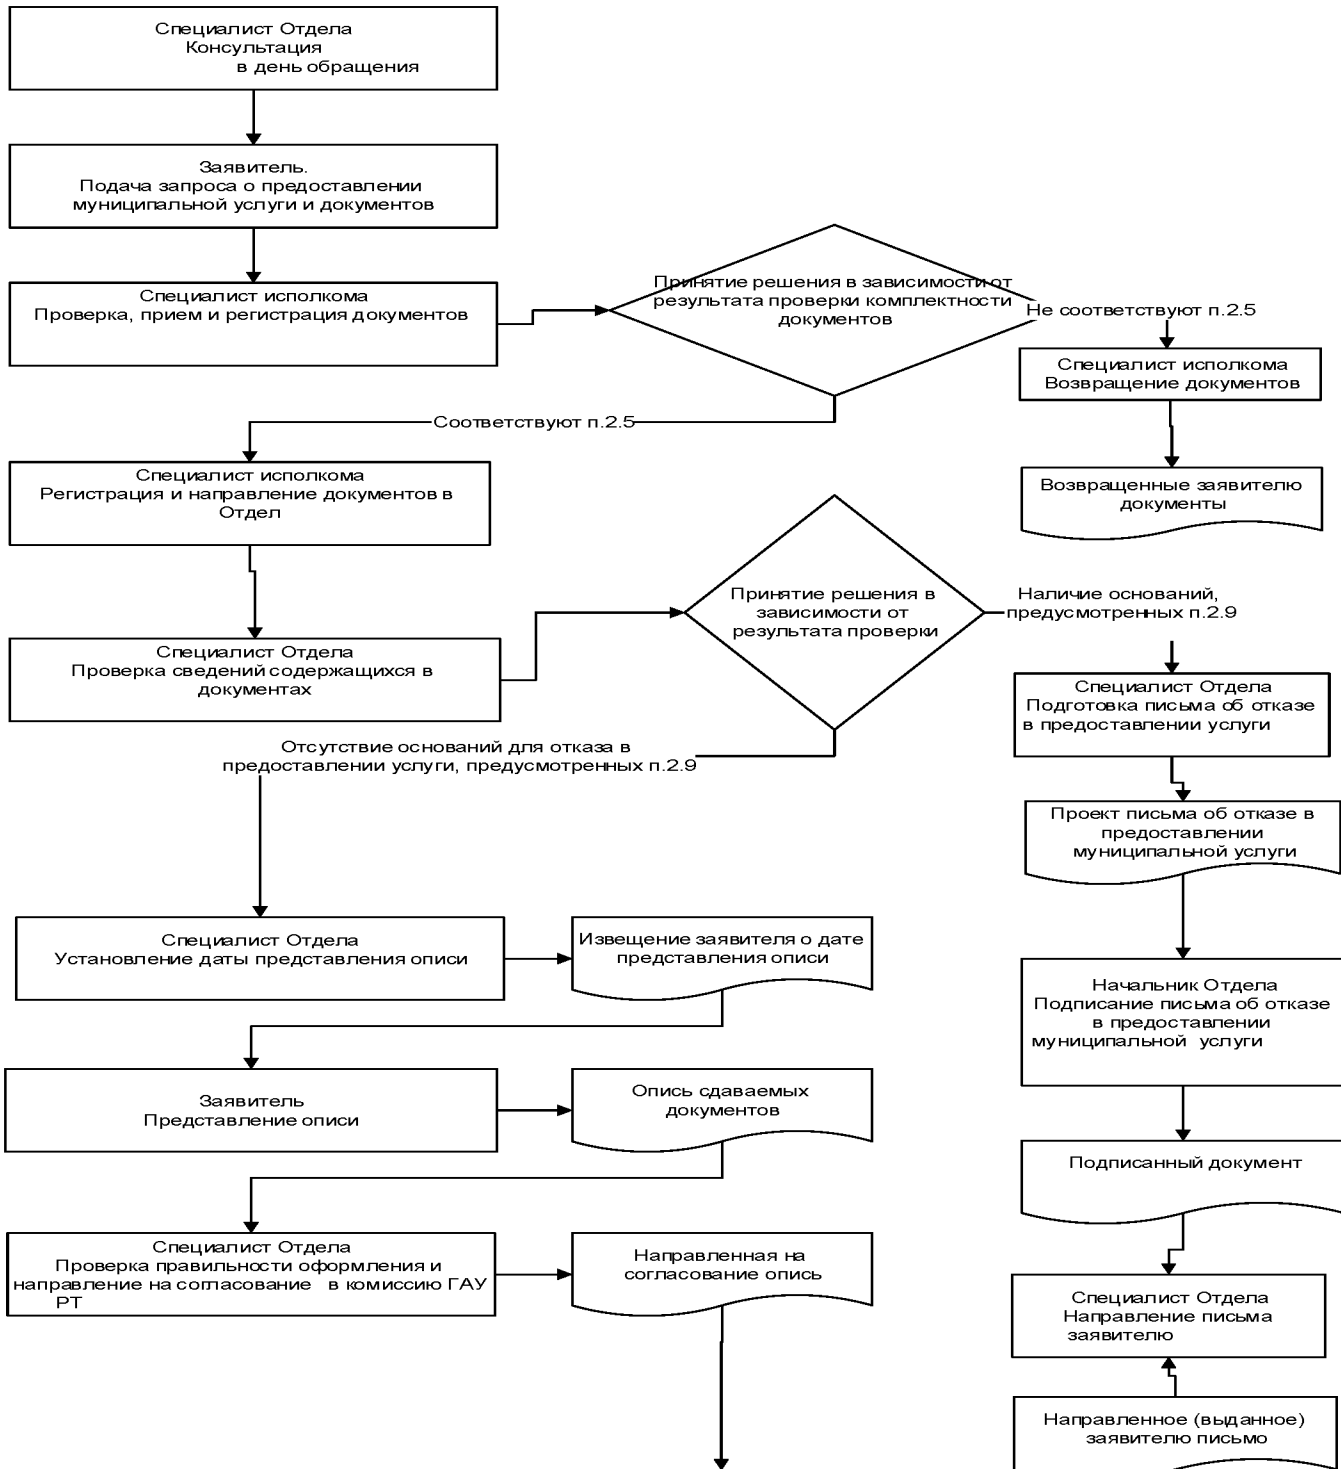 Специалист Отдела
Консультация
в день обращения
Заявитель.
Подача запроса о предоставлении
муниципальной услуги и документов
Специалист исполкома
Проверка, прием и регистрация документов
Принятие решения в зависимости от
результата проверки комплектности
документов
Не соответствуют п.2.5
Специалист исполкома
Возвращение документов
Возвращенные заявителю
документы
Соответствуют п.2.5
Специалист исполкома
Регистрация и направление документов в
Отдел
Специалист Отдела
Проверка сведений содержащихся в
документах
Принятие решения в
зависимости от
результата проверки
Наличие оснований,
предусмотренных п.2.9
Специалист Отдела
Подготовка письма об отказе
в предоставлении услуги
Проект письма об отказе в
предоставлении
муниципальной услуги
Начальник Отдела
Подписание письма об отказе
в предоставлении
муниципальной услуги
Подписанный документ
Специалист Отдела
Направление письма
заявителю
Направленное (выданное)
заявителю письмо
Отсутствие оснований для отказа в
предоставлении услуги, предусмотренных п.2.9
Специалист Отдела
Установление даты представления описи
Извещение заявителя о дате
представления описи
Заявитель
Представление описи
Опись сдаваемых
документов
Специалист Отдела
Проверка правильности оформления и
направление на согласование в комиссию ГАУ
РТ
Направленная на
согласование опись